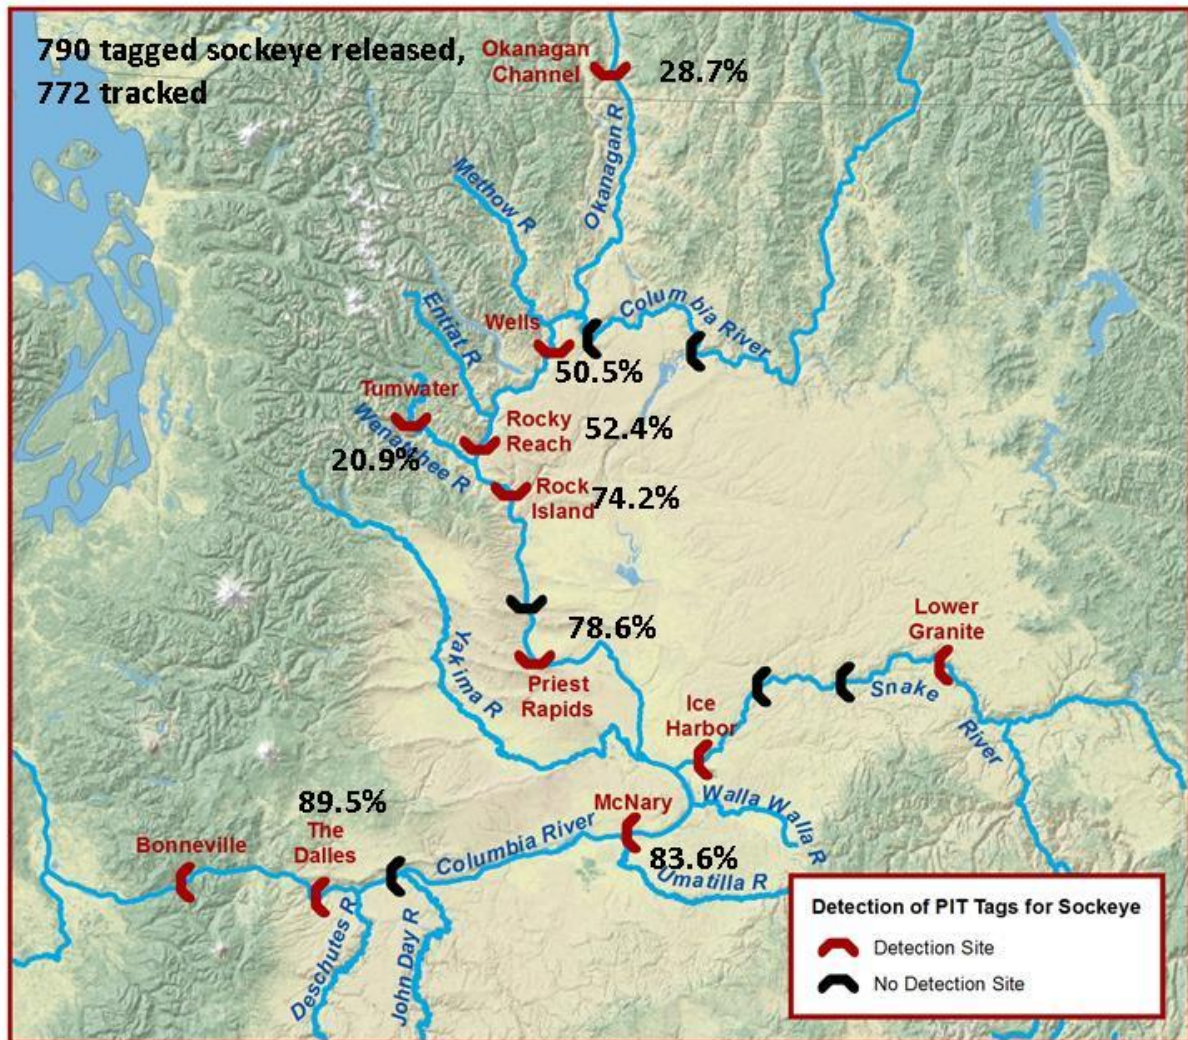 790 tagged sockeye released,
772 tracked
Okanagan
Channel
28.7%
Okanagan R
Methow R
Entiat R
Columbia River
Wells
50.5%
Tumwater
Wenatchee R
20.9%
Rocky
Reach
52.4%
Rock
Island
74.2%
78.6%
Priest
Rapids
Yakima R
Lower
Granite
Snake
River
Ice
Harbor
Walla Walla R
McNary
83.6%
Umatilla R
Columbia River
89.5%
The
Dalles
Bonneville
Deschutes R
John Day R
Detection of PIT Tags for Sockeye
Detection Site
No Detection Site